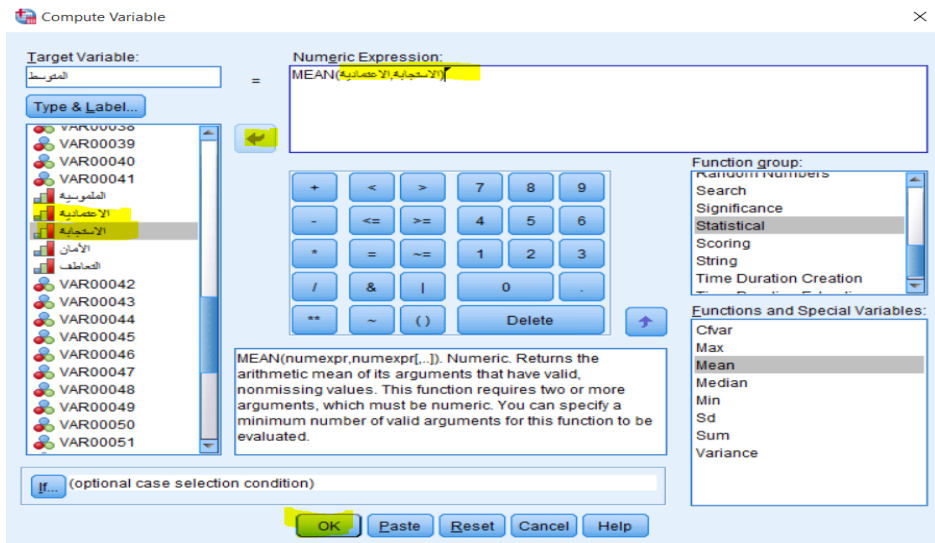 Compute Variable
Target Variable:
المتوسط
=
Numeric Expression:
MEAN(الاستجابة,الاعتمادية)
Type & Label...
VAR00038
VAR00039
VAR00040
VAR00041
الملموسية
الاعتمادية
الاستجابة
الأمان
التعاطف
VAR00042
VAR00043
VAR00044
VAR00045
VAR00046
VAR00047
VAR00048
VAR00049
VAR00050
VAR00051
+ < > 7 8 9
- <= >= 4 5 6
* = ~= 1 2 3
/ & | 0 .
** ~ ( ) Delete
MEAN(numexpr,numexpr[,..]). Numeric. Returns the
arithmetic mean of its arguments that have valid,
nonmissing values. This function requires two or more
arguments, which must be numeric. You can specify a
minimum number of valid arguments for this function to be
evaluated.
Function group:
Random Numbers
Search
Significance
Statistical
Scoring
String
Time Duration Creation
Functions and Special Variables:
Cfvar
Max
Mean
Median
Min
Sd
Sum
Variance
If... (optional case selection condition)
OK Paste Reset Cancel Help